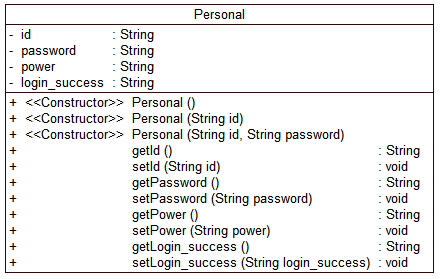 Personal
- id : String
- password : String
- power : String
- login_success : String
+ <<Constructor>> Personal ()
+ <<Constructor>> Personal (String id)
+ <<Constructor>> Personal (String id, String password)
+ getId () : String
+ setId (String id) : void
+ getPassword () : String
+ setPassword (String password) : void
+ getPower () : String
+ setPower (String power) : void
+ getLogin_success () : String
+ setLogin_success (String login_success) : void